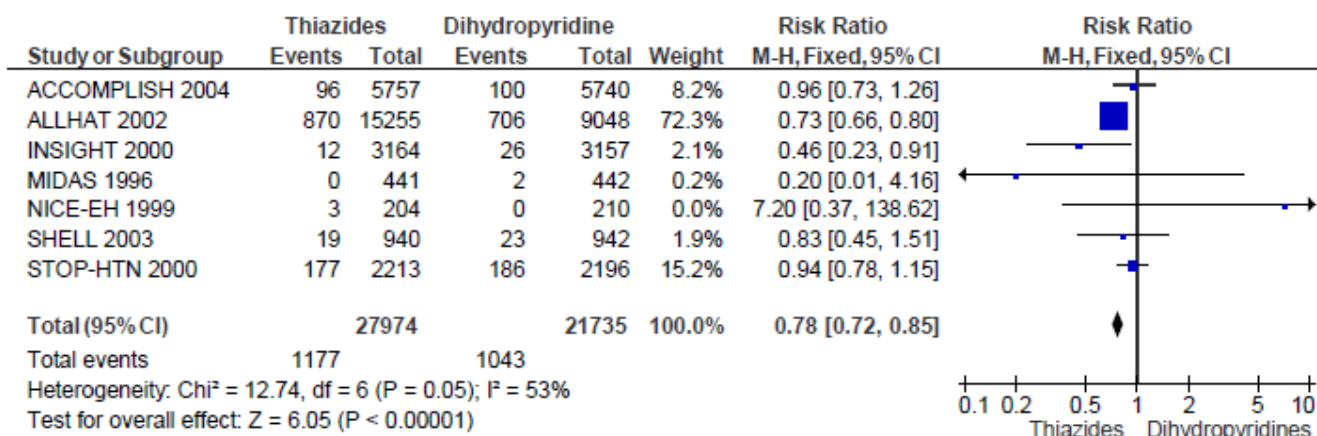 Thiazides Dihydropyridine Risk Ratio Risk Ratio
Study or Subgroup Events Total Events Total Weight M-H, Fixed, 95% CI M-H, Fixed, 95% CI
ACCOMPLISH 2004 96 5757 100 5740 8.2% 0.96 [0.73, 1.26]
ALLHAT 2002 870 15255 706 9048 72.3% 0.73 [0.66, 0.80]
INSIGHT 2000 12 3164 26 3157 2.1% 0.46 [0.23, 0.91]
MIDAS 1996 0 441 2 442 0.2% 0.20 [0.01, 4.16]
NICE-EH 1999 3 204 0 210 0.0% 7.20 [0.37, 138.62]
SHELL 2003 19 940 23 942 1.9% 0.83 [0.45, 1.51]
STOP-HTN 2000 177 2213 186 2196 15.2% 0.94 [0.78, 1.15]
Total (95% CI) 27974 21735 100.0% 0.78 [0.72, 0.85]
Total events 1177 1043
Heterogeneity: Chi² = 12.74, df = 6 (P = 0.05); I² = 53%
Test for overall effect: Z = 6.05 (P < 0.00001)
0.1 0.2 0.5 1 2 5 10
Thiazides Dihydropyridines